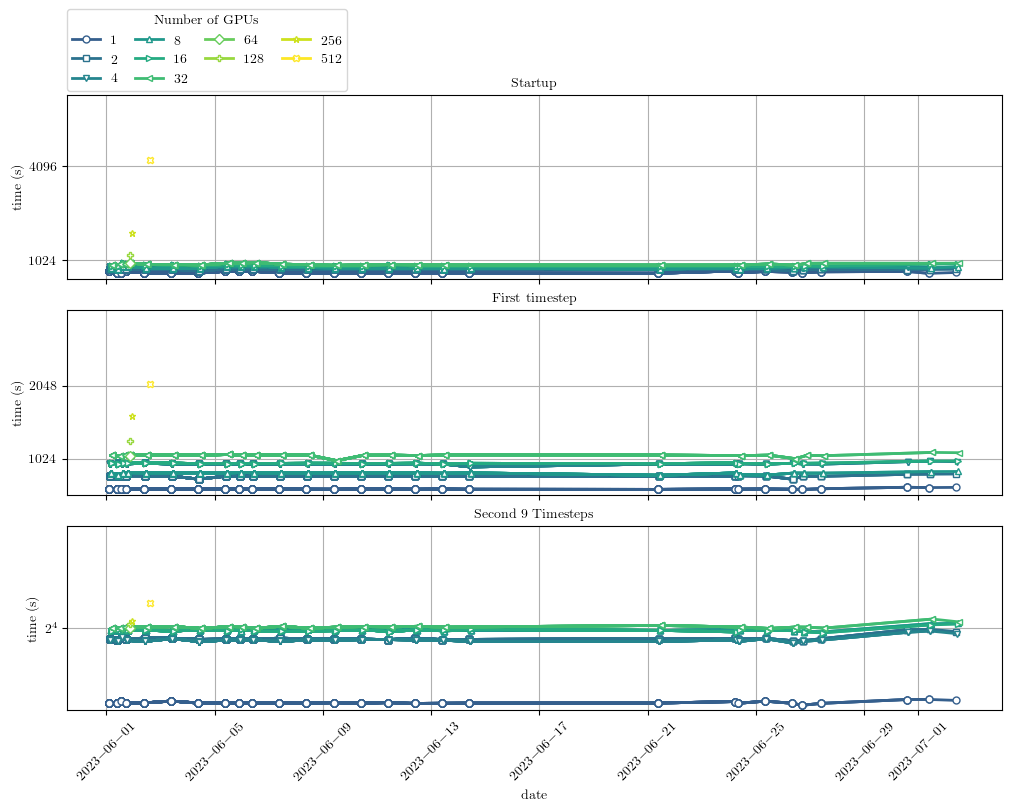 Number of GPUs
1 8 64 256
2 16 128 512
4 32
Startup
time (s)
4096
1024
First timestep
time (s)
2048
1024
Second 9 Timesteps
time (s)
2⁴
2023−06−01 2023−06−05 2023−06−09 2023−06−13 2023−06−17 2023−06−21 2023−06−25 2023−06−29 2023−07−01
date